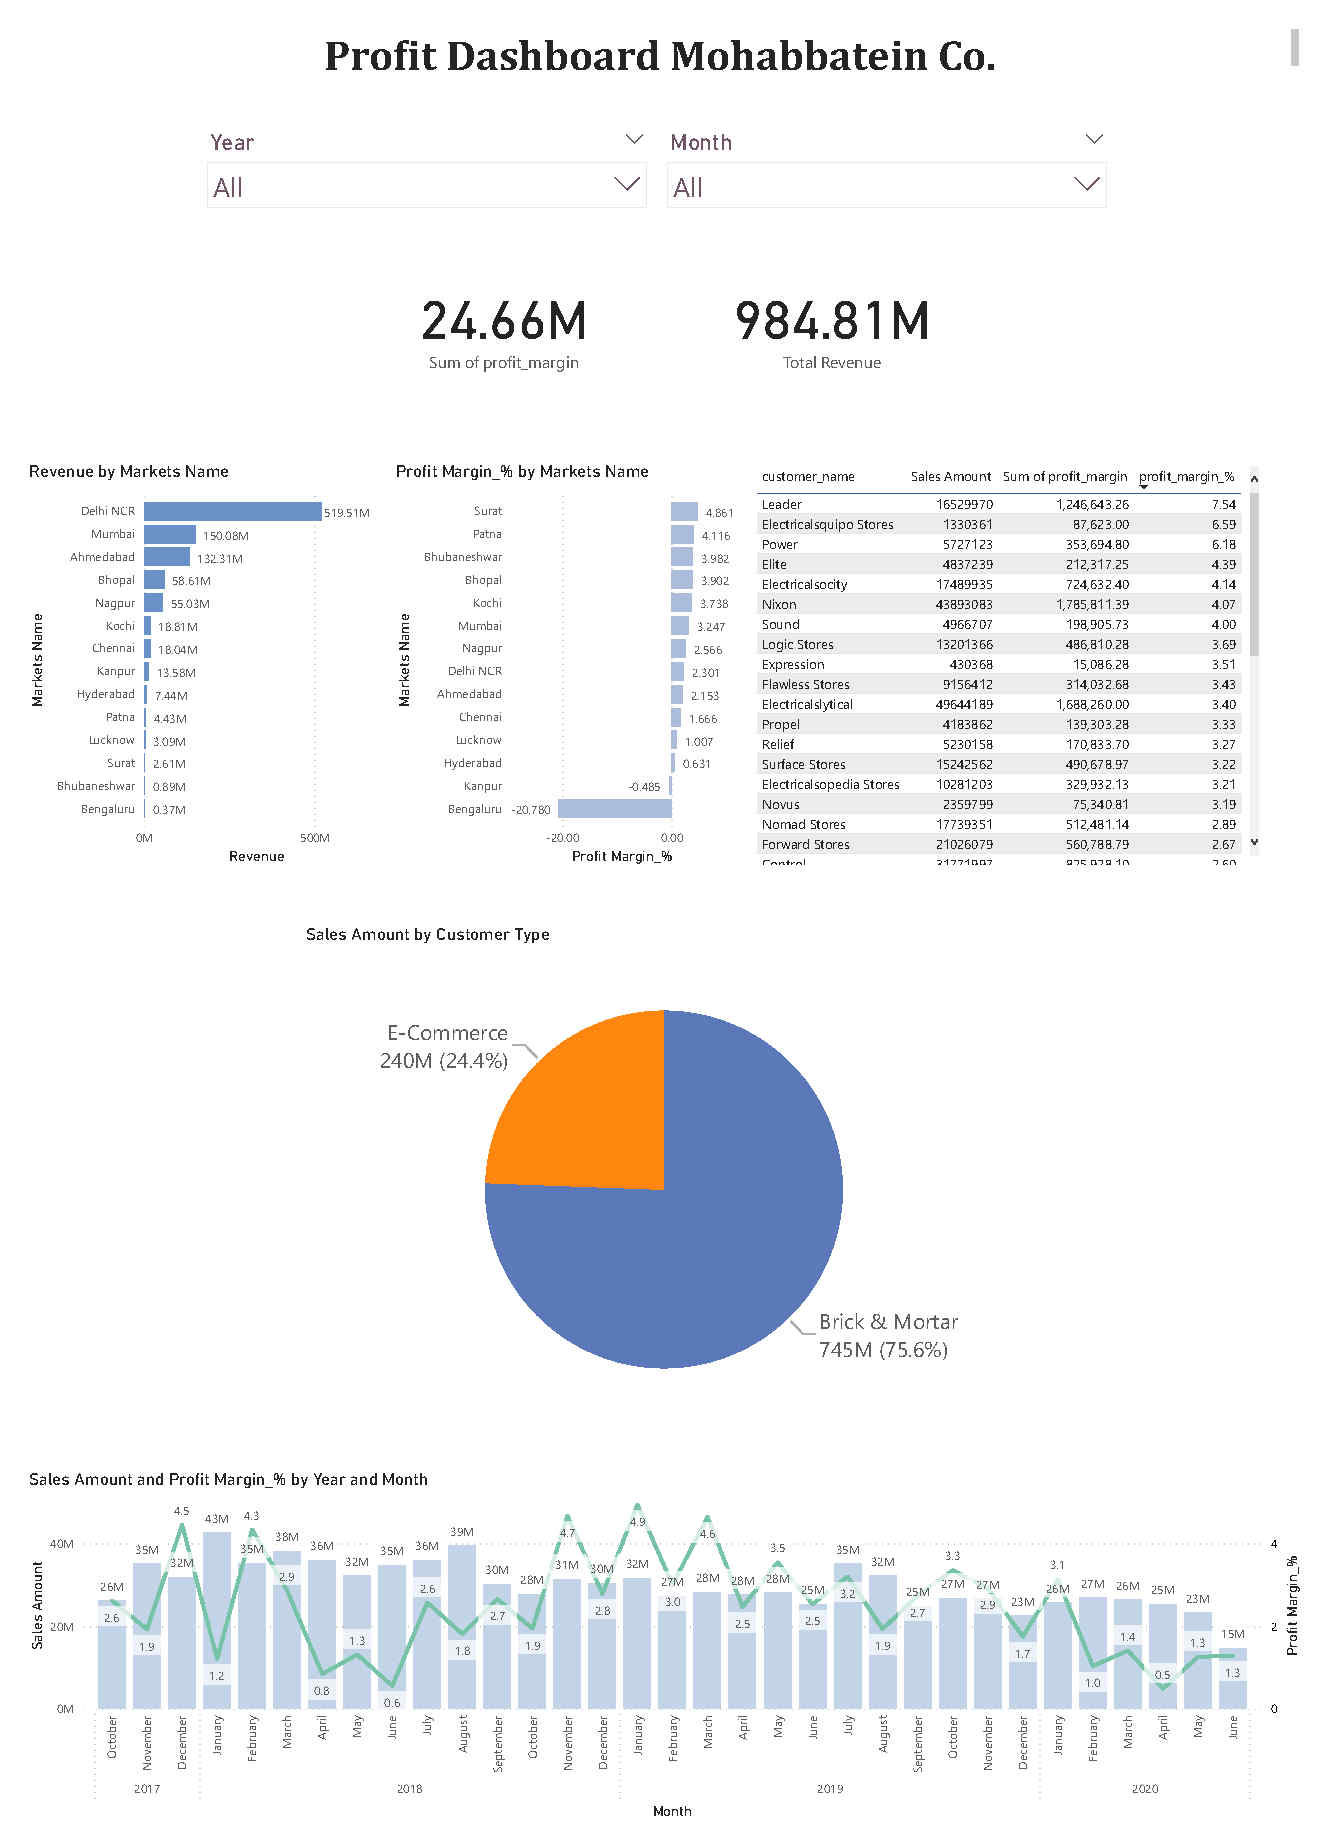 Profit Dashboard Mohabbatein Co.
Year
All
Month
All
24.66M
Sum of profit_margin
984.81M
Total Revenue
Revenue by Markets Name
Markets Name
Delhi NCR 519.51M
Mumbai 150.08M
Ahmedabad 132.31M
Bhopal 58.61M
Nagpur 55.03M
Kochi 18.81M
Chennai 18.04M
Kanpur 13.58M
Hyderabad 7.44M
Patna 4.43M
Lucknow 3.09M
Surat 2.61M
Bhubaneshwar 0.89M
Bengaluru 0.37M
0M 500M
Revenue
Profit Margin_% by Markets Name
Markets Name
Surat 4.861
Patna 4.116
Bhubaneshwar 3.982
Bhopal 3.902
Kochi 3.738
Mumbai 3.247
Nagpur 2.566
Delhi NCR 2.301
Ahmedabad 2.153
Chennai 1.666
Lucknow 1.007
Hyderabad 0.631
Kanpur -0.485
Bengaluru -20.780
-20.00 0.00
Profit Margin_%
customer_name Sales Amount Sum of profit_margin profit_margin_%
Leader 16529970 1,246,643.26 7.54
Electricalsquipo Stores 1330361 87,623.00 6.59
Power 5727123 353,694.80 6.18
Elite 4837239 212,317.25 4.39
Electricalsocity 17489935 724,632.40 4.14
Nixon 43893083 1,785,811.39 4.07
Sound 4966707 198,905.73 4.00
Logic Stores 13201366 486,810.28 3.69
Expression 430368 15,086.28 3.51
Flawless Stores 9156412 314,032.68 3.43
Electricalslytical 49644189 1,688,260.00 3.40
Propel 4183862 139,303.28 3.33
Relief 5230158 170,833.70 3.27
Surface Stores 15242562 490,678.97 3.22
Electricalsopedia Stores 10281203 329,932.13 3.21
Novus 2359799 75,340.81 3.19
Nomad Stores 17739351 512,481.14 2.89
Forward Stores 21026079 560,788.79 2.67
Control 31771997 825,928.10 2.60
Sales Amount by Customer Type
E-Commerce
240M (24.4%)
Brick & Mortar
745M (75.6%)
Sales Amount and Profit Margin_% by Year and Month
Sales Amount
40M
20M
0M
26M 35M 32M 43M 35M 38M 36M 32M 35M 36M 39M 30M 28M 31M 30M 32M 27M 28M 28M 28M 25M 35M 32M 25M 27M 27M 23M 26M 27M 26M 25M 23M 15M
2.6 1.9 4.5 1.2 4.3 2.9 0.8 1.3 0.6 2.6 1.8 2.7 1.9 4.7 2.8 4.9 3.0 4.6 2.5 3.5 2.5 3.2 1.9 2.7 3.3 2.9 1.7 3.1 1.0 1.4 0.5 1.3 1.3
4
2
0
Profit Margin_%
October November December January February March April May June July August September October November December January February March April May June July August September October November December January February March April May June
2017 2018 2019 2020
Month